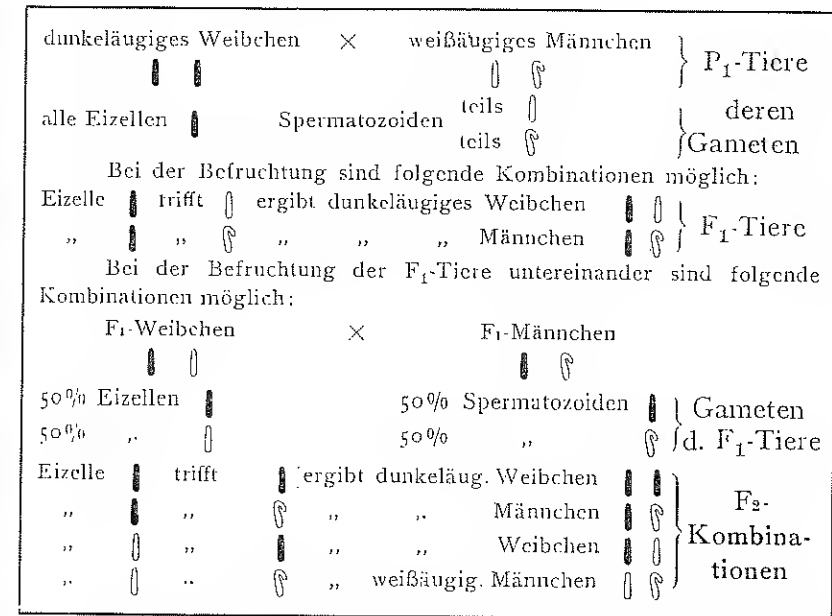 dunkeläugiges Weibchen × weißäugiges Männchen
P₁-Tiere
alle Eizellen Spermatozoiden teils
teils
deren
Gameten
Bei der Befruchtung sind folgende Kombinationen möglich:
Eizelle trifft ergibt dunkeläugiges Weibchen
„ „ „ „ „ Männchen
F₁-Tiere
Bei der Befruchtung der F₁-Tiere untereinander sind folgende
Kombinationen möglich:
F₁-Weibchen × F₁-Männchen
50% Eizellen 50% Spermatozoiden
50% „ 50% „
Gameten
d. F₁-Tiere
Eizelle trifft ergibt dunkeläug. Weibchen
„ „ „ „ Männchen
„ „ „ „ Weibchen
„ „ „ weißäugig. Männchen
F₂-
Kombina-
tionen